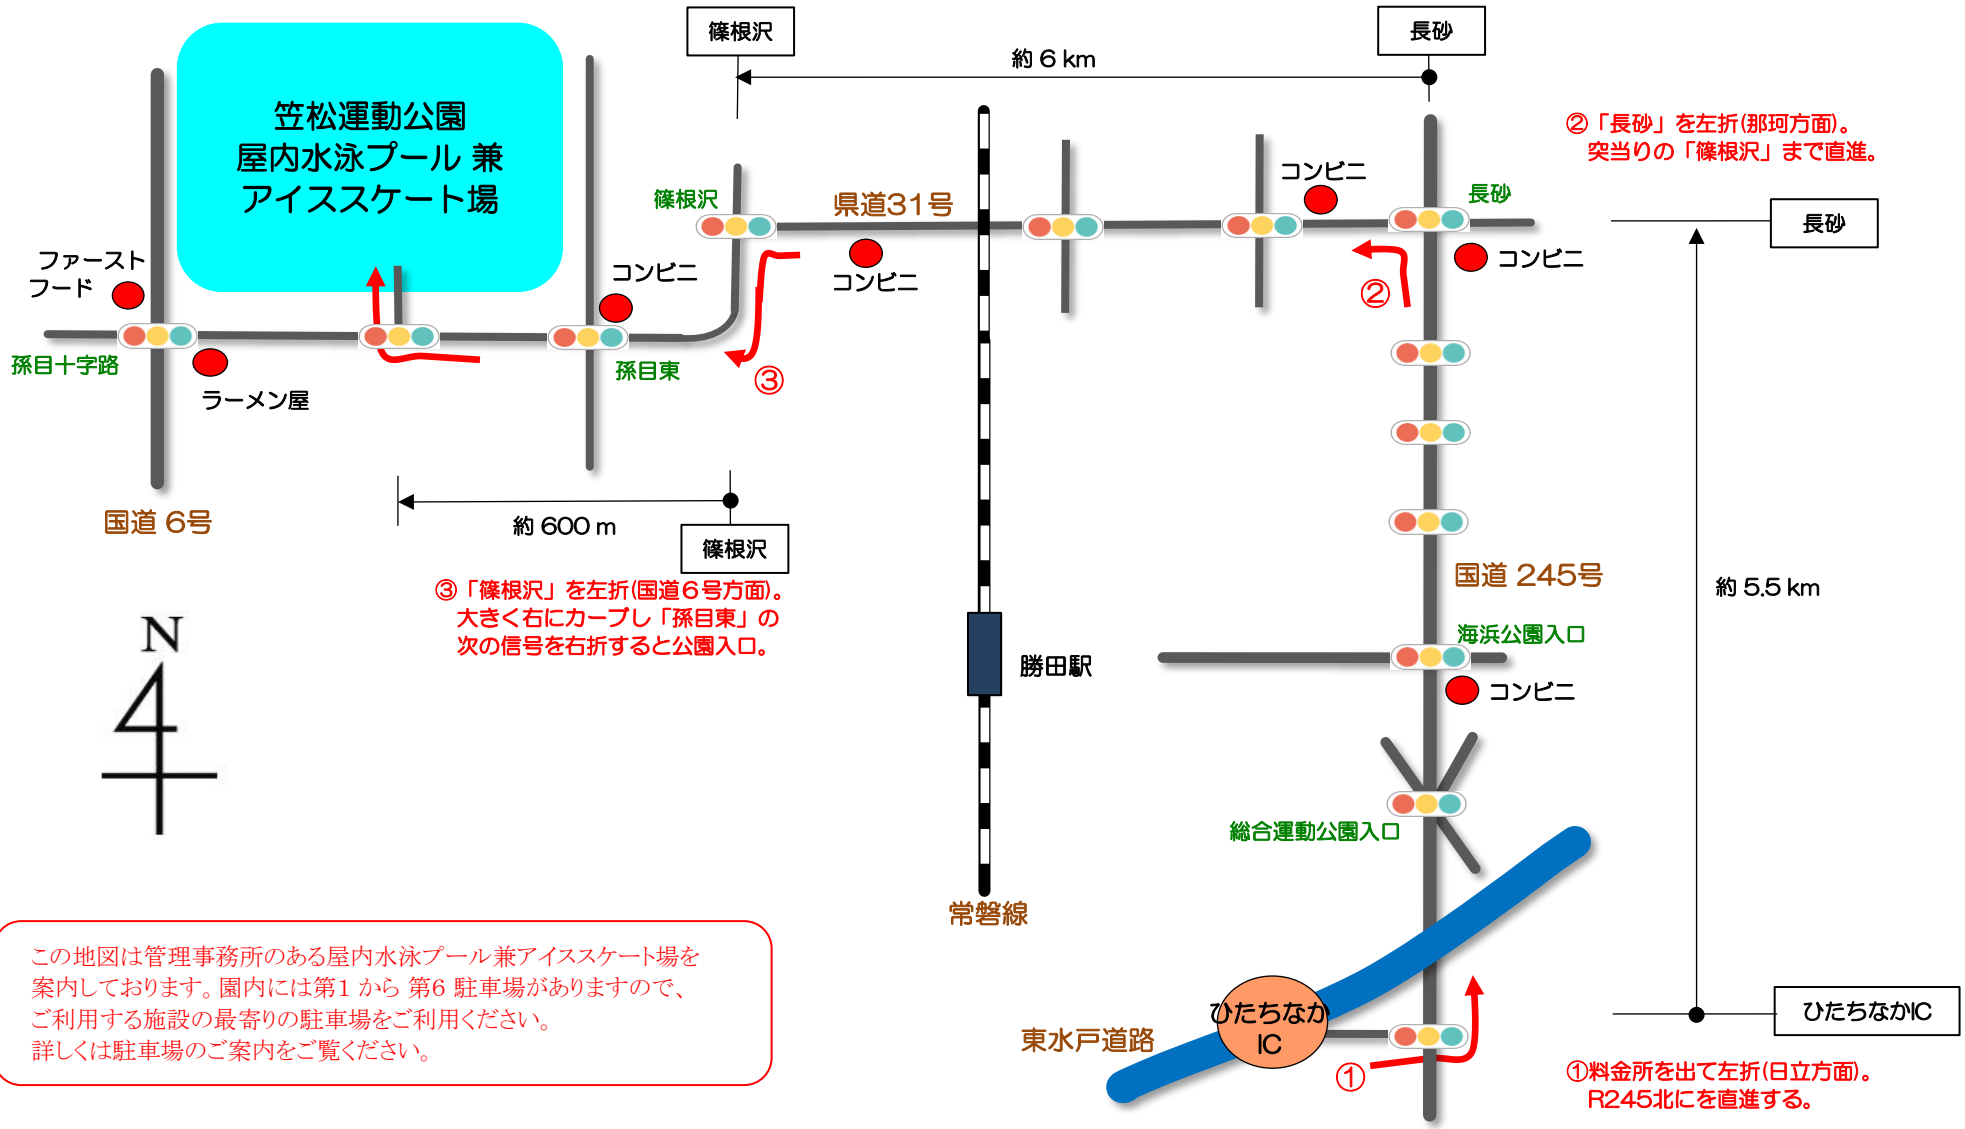 篠根沢
長砂
約 6 km
笠松運動公園
屋内水泳プール 兼
アイススケート場
②「長砂」を左折(那珂方面)。
突当りの「篠根沢」まで直進。
コンビニ
篠根沢
県道31号
長砂
長砂
ファースト
フード
コンビニ
コンビニ
コンビニ
②
孫目十字路
孫目東
③
ラーメン屋
国道 6号
約 600 m
篠根沢
③「篠根沢」を左折(国道6号方面)。
大きく右にカーブし「孫目東」の
次の信号を右折すると公園入口。
国道 245号
約 5.5 km
N
海浜公園入口
勝田駅
コンビニ
総合運動公園入口
常磐線
この地図は管理事務所のある屋内水泳プール兼アイススケート場を
案内しております。園内には第1 から 第6 駐車場がありますので、
ご利用する施設の最寄りの駐車場をご利用ください。
詳しくは駐車場のご案内をご覧ください。
ひたちなか
IC
東水戸道路
①
ひたちなかIC
①料金所を出て左折(日立方面)。
R245北にを直進する。